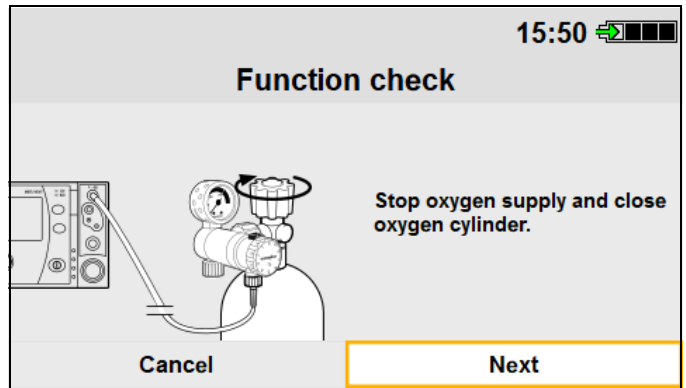 15:50
Function check
Stop oxygen supply and close
oxygen cylinder.
Cancel
Next